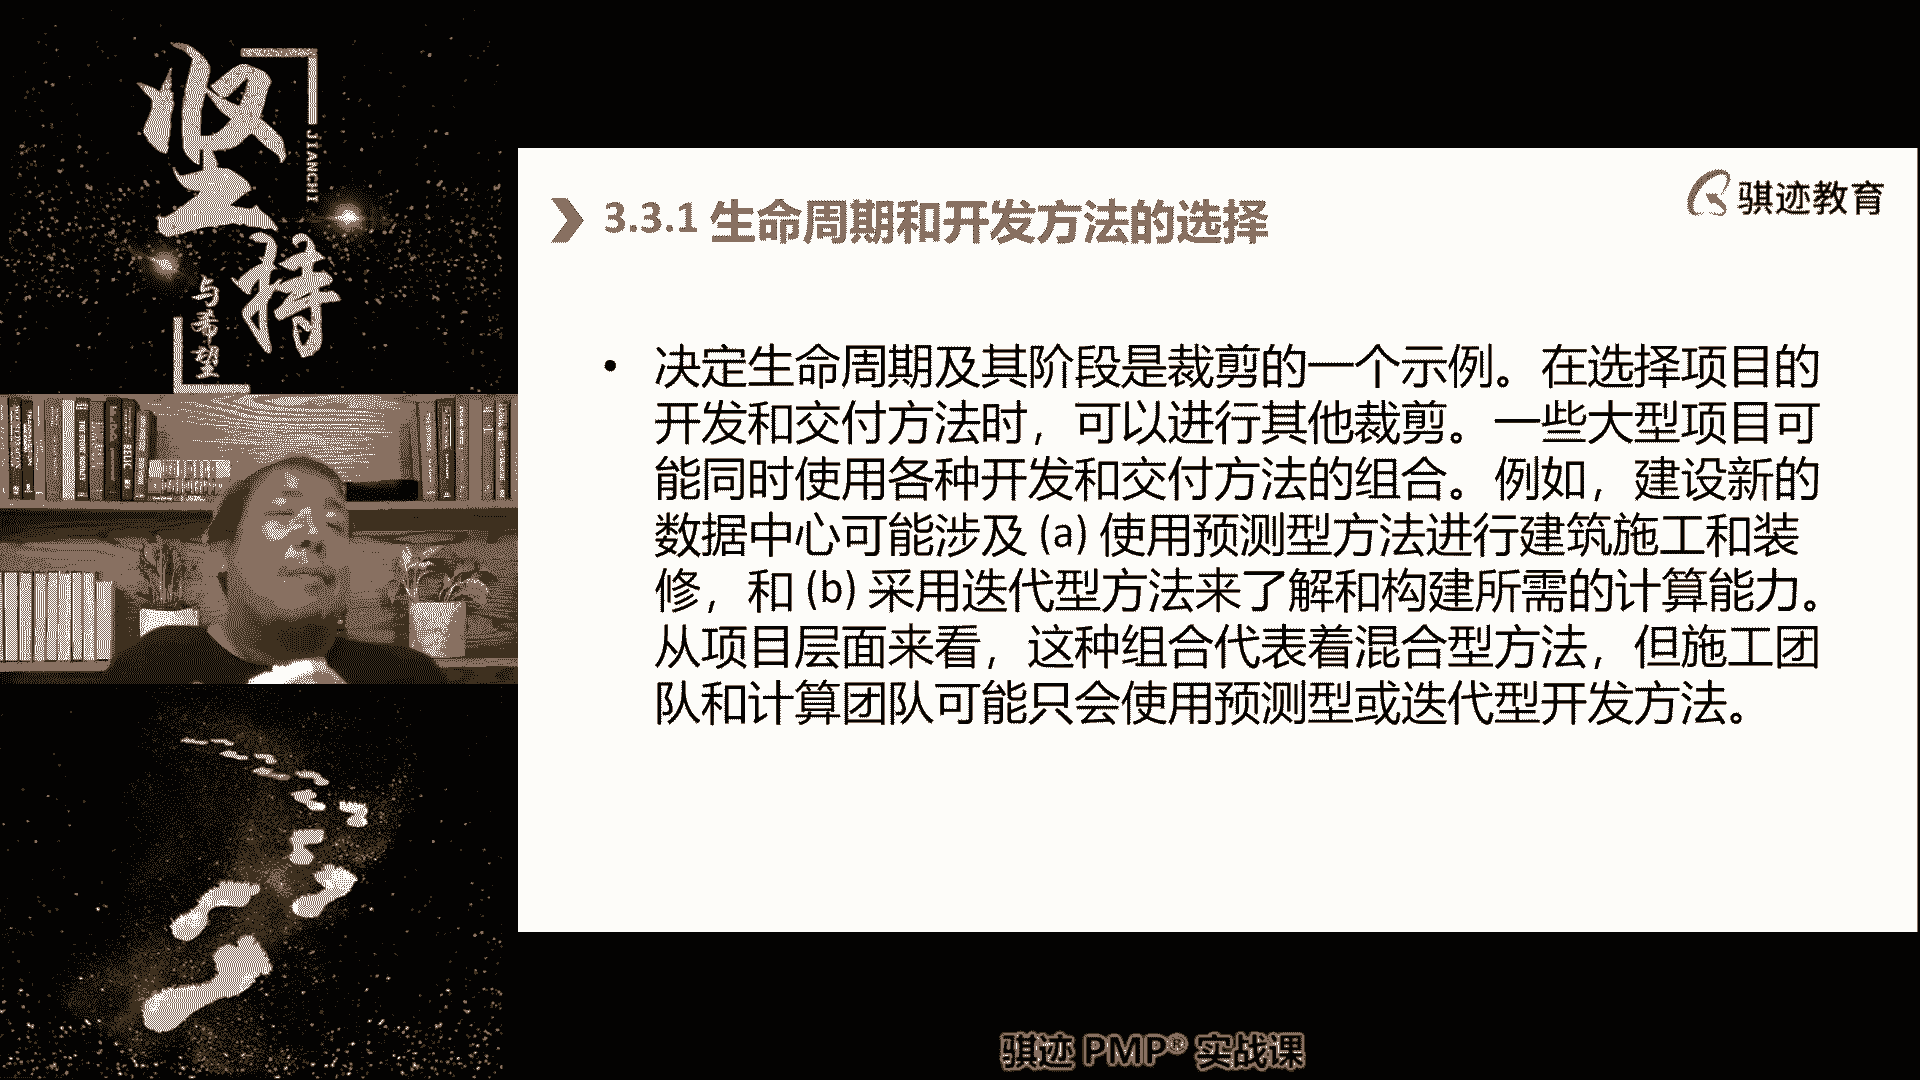 坚持
JIANCHI
与希望
骐迹教育
3.3.1 生命周期和开发方法的选择
• 决定生命周期及其阶段是裁剪的一个示例。在选择项目的
开发和交付方法时，可以进行其他裁剪。一些大型项目可
能同时使用各种开发和交付方法的组合。例如，建设新的
数据中心可能涉及 (a) 使用预测型方法进行建筑施工和装
修，和 (b) 采用迭代型方法来了解和构建所需的计算能力。
从项目层面来看，这种组合代表着混合型方法，但施工团
队和计算团队可能只会使用预测型或迭代型开发方法。
骐迹 PMP® 实战课